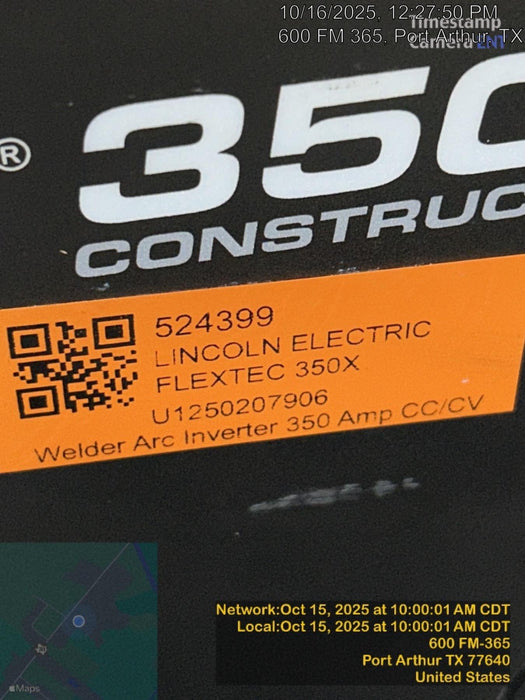 10/16/2025, 12:27:50 PM
600 FM 365, Port Arthur, TX
Timestamp
Camera ENT
®
350
CONSTRUC
524399
LINCOLN ELECTRIC
FLEXTEC 350X
U1250207906
Welder Arc Inverter 350 Amp CC/CV
Network:Oct 15, 2025 at 10:00:01 AM CDT
Local:Oct 15, 2025 at 10:00:01 AM CDT
600 FM-365
Port Arthur TX 77640
United States
Maps